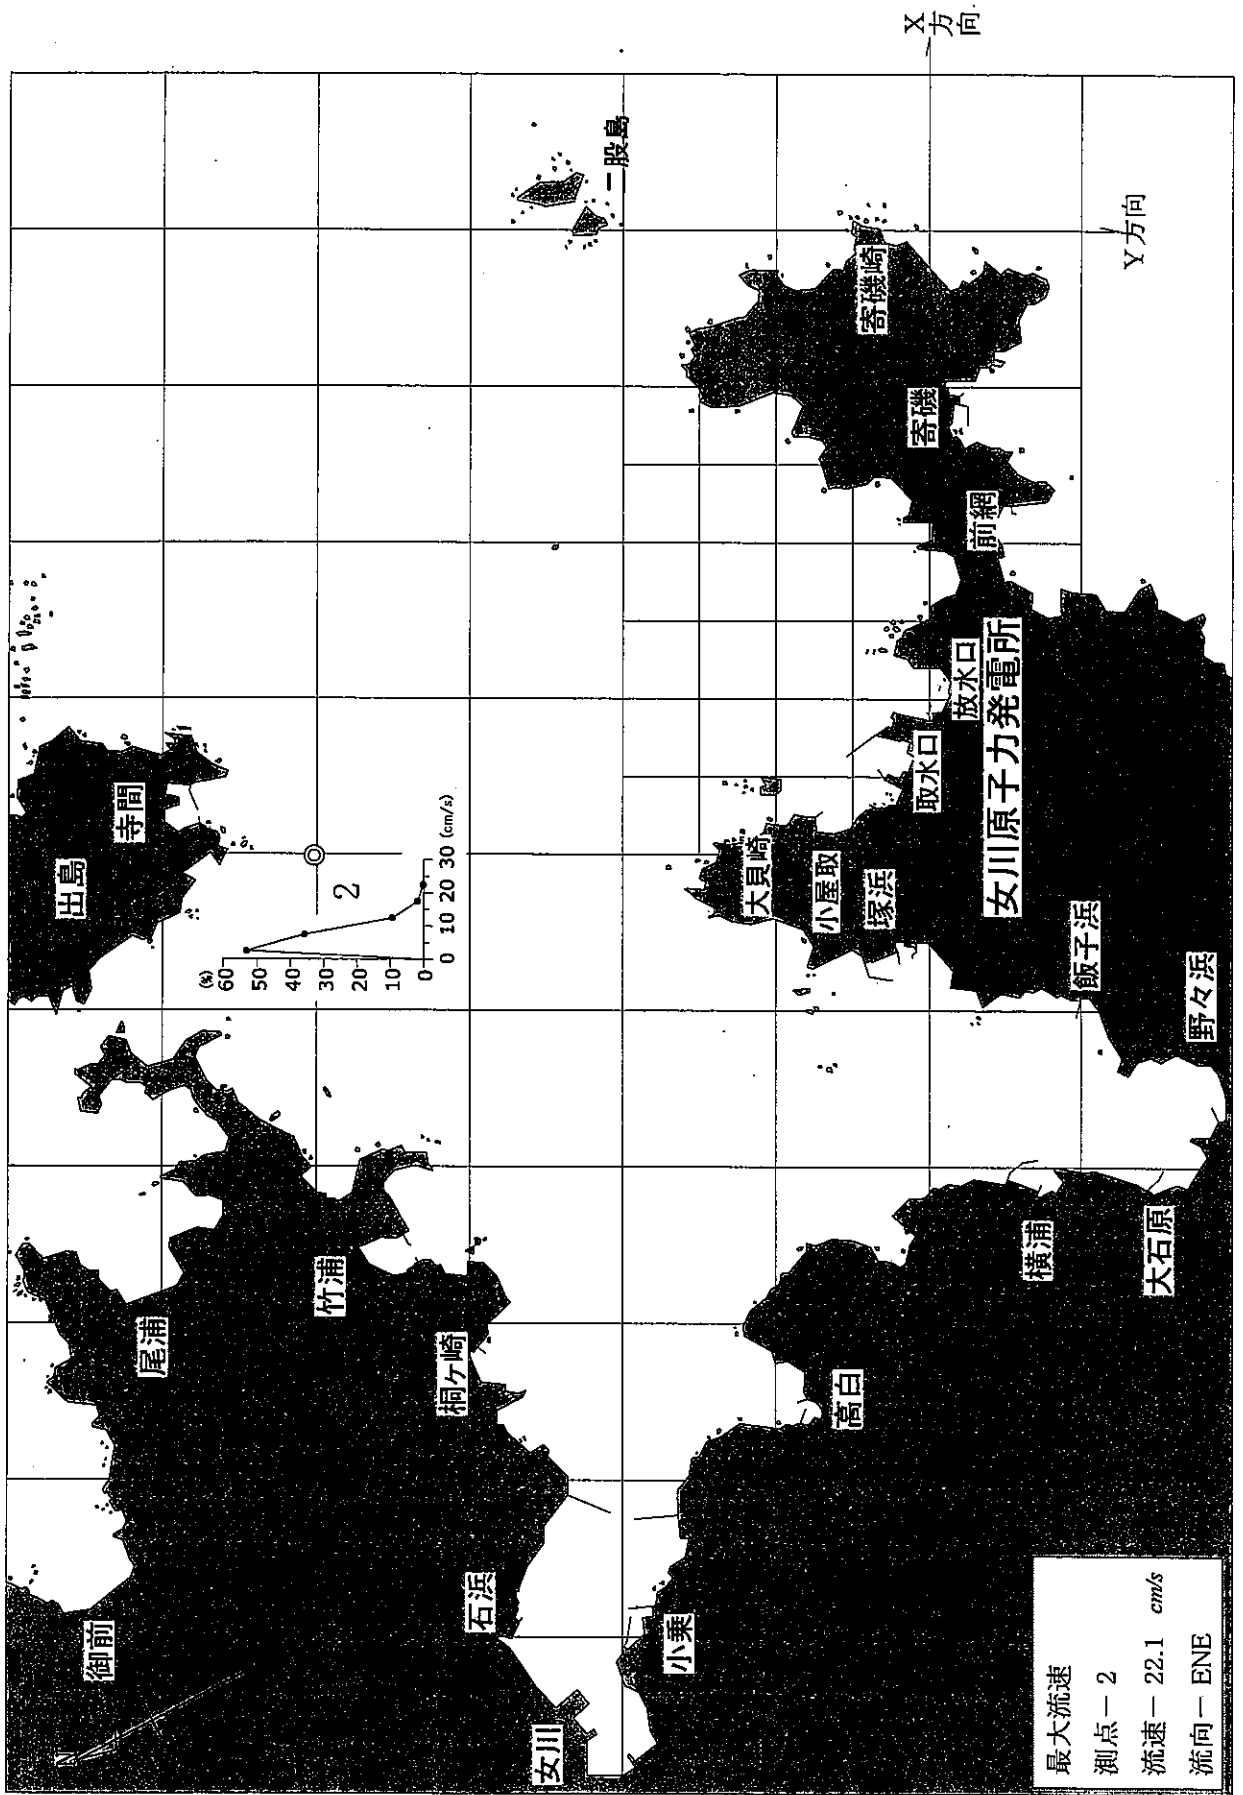 御前
尾浦
出島
寺間
竹浦
桐ヶ崎
石浜
女川
小乗
高白
横浦
大石原
野々浜
飯子浜
塚浜
小屋取
大貝崎
取水口
放水口
女川原子力発電所
前網
寄磯
寄磯崎
二股島
X方向
Y方向
N
2
(%)
60
50
40
30
20
10
0
0 10 20 30 (cm/s)
最大流速
測点－2
流速－22.1 cm/s
流向－ENE